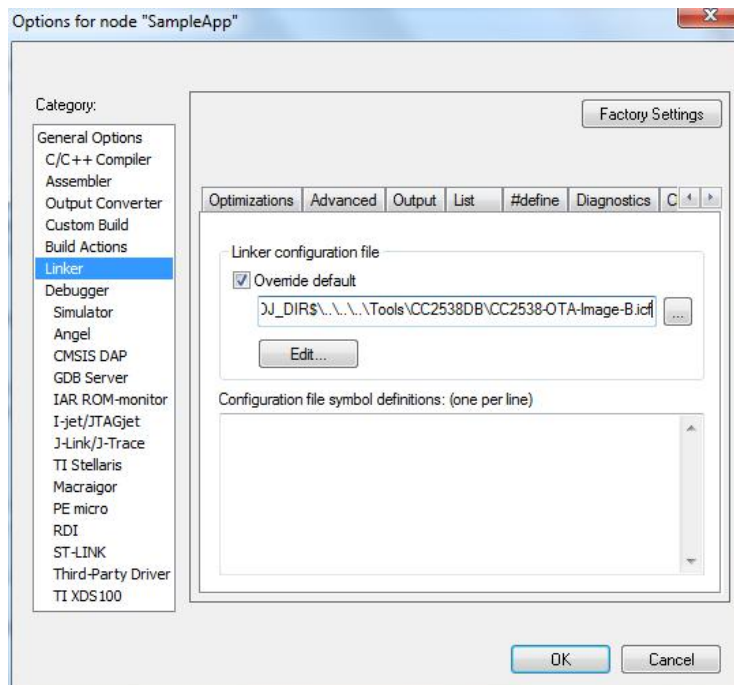 Options for node "SampleApp"
Category:
Factory Settings
General Options
C/C++ Compiler
Assembler
Output Converter
Custom Build
Build Actions
Linker
Debugger
Simulator
Angel
CMSIS DAP
GDB Server
IAR ROM-monitor
I-jet/JTAGjet
J-Link/J-Trace
TI Stellaris
Macraigor
PE micro
RDI
ST-LINK
Third-Party Driver
TI XDS100
Optimizations Advanced Output List #define Diagnostics C
Linker configuration file
Override default
OJ_DIR$\..\..\..\Tools\CC2538DB\CC2538-OTA-Image-B.icf
...
Edit...
Configuration file symbol definitions: (one per line)
OK Cancel